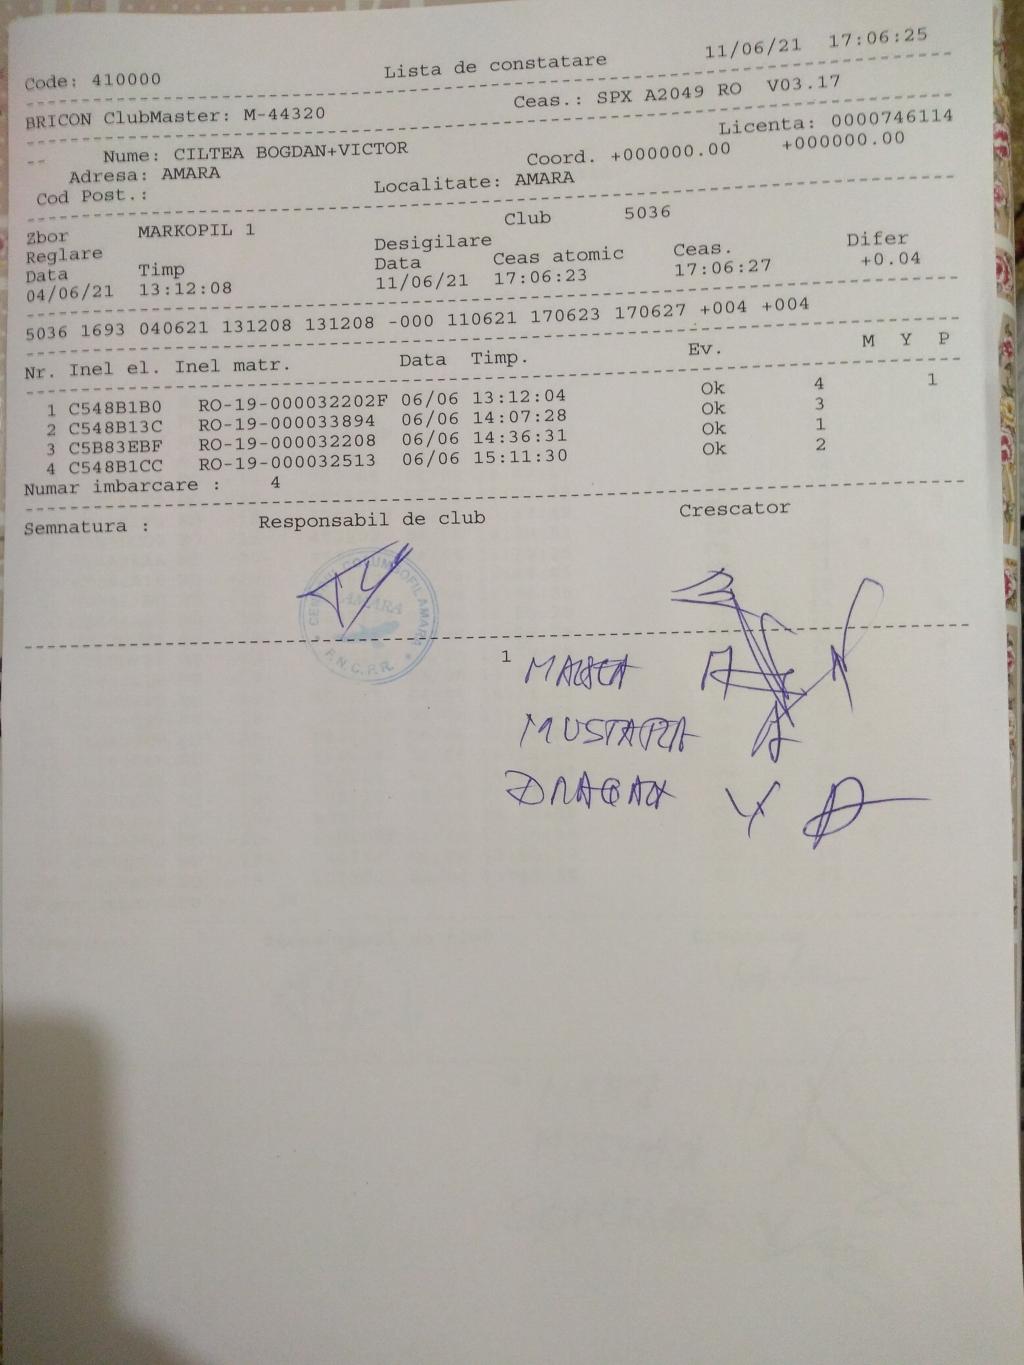 Code: 410000 Lista de constatare 11/06/21 17:06:25
BRICON ClubMaster: M-44320 Ceas.: SPX A2049 RO V03.17
Licenta: 0000746114
-- Nume: CILTEA BOGDAN+VICTOR Coord. +000000.00 +000000.00
Adresa: AMARA
Cod Post.: Localitate: AMARA
Zbor MARKOPIL 1 Club 5036
Reglare Desigilare
Data Timp Data Ceas atomic Ceas. Difer
04/06/21 13:12:08 11/06/21 17:06:23 17:06:27 +0.04
5036 1693 040621 131208 131208 -000 110621 170623 170627 +004 +004
Nr. Inel el. Inel matr. Data Timp. Ev. M Y P
1 C548B1B0 RO-19-000032202F 06/06 13:12:04 Ok 4 1
2 C548B13C RO-19-000033894 06/06 14:07:28 Ok 3
3 C5B83EBF RO-19-000032208 06/06 14:36:31 Ok 1
4 C548B1CC RO-19-000032513 06/06 15:11:30 Ok 2
Numar imbarcare : 4
Semnatura : Responsabil de club Crescator
COLUMBOFIL AMARA
AMARA
F.N.C.P.R.
1
MUSTAFA